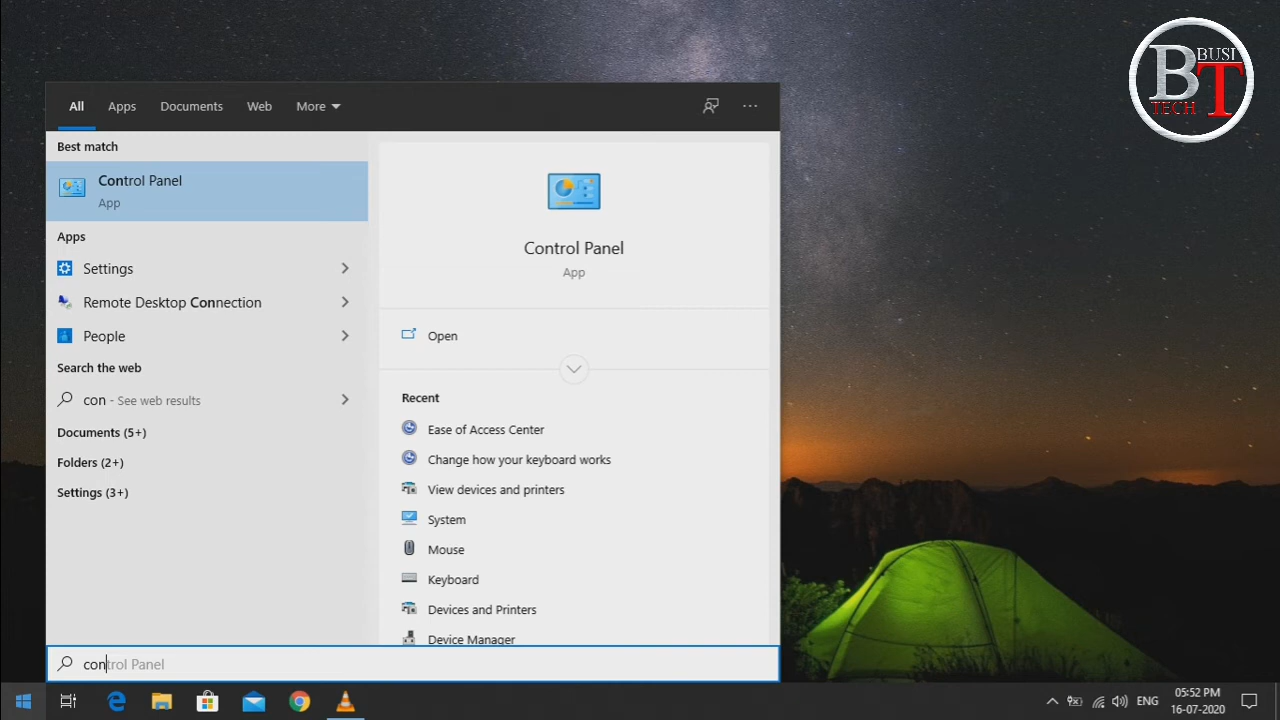 BUSI
BT
TECH
All Apps Documents Web More
Best match
Control Panel
App
Apps
Settings
Remote Desktop Connection
People
Search the web
con - See web results
Documents (5+)
Folders (2+)
Settings (3+)
Control Panel
App
Open
Recent
Ease of Access Center
Change how your keyboard works
View devices and printers
System
Mouse
Keyboard
Devices and Printers
Device Manager
control Panel
ENG
05:52 PM
16-07-2020